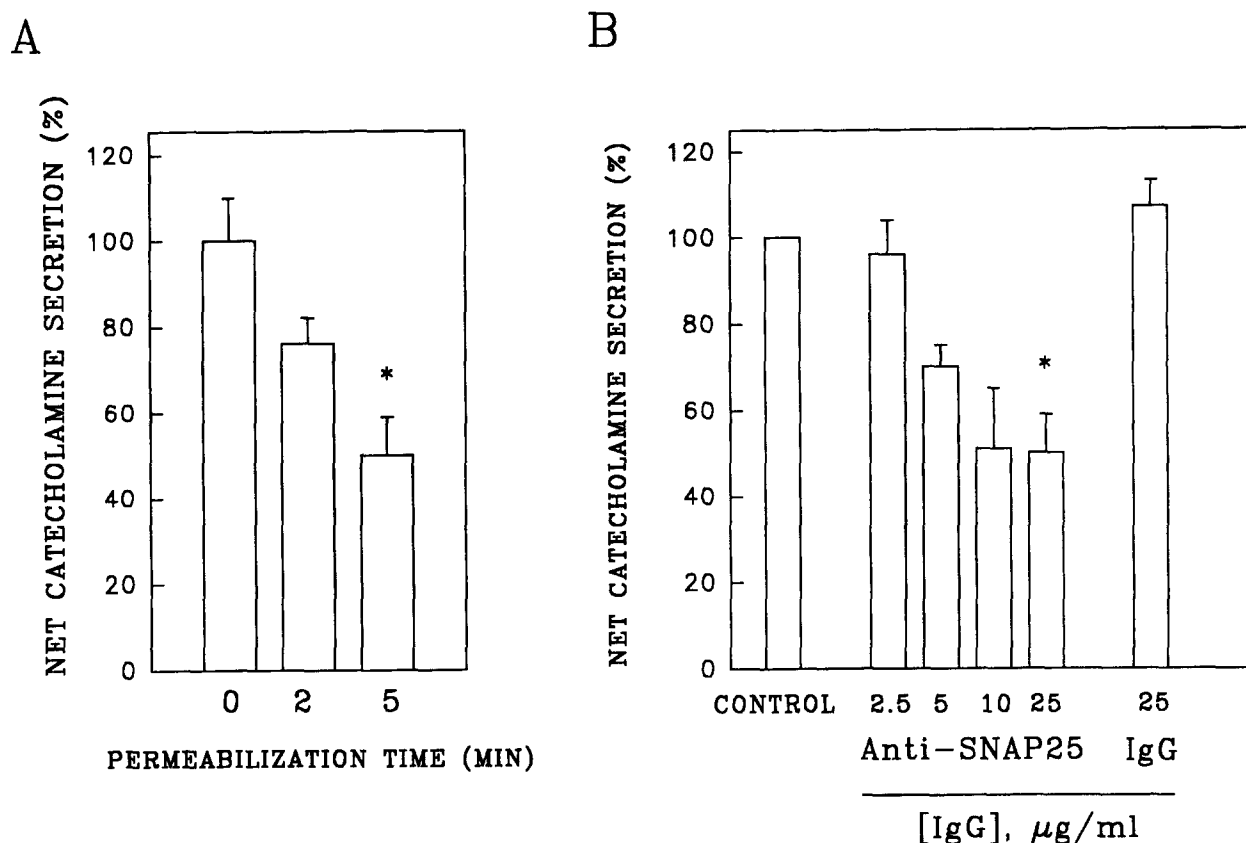 A
NET CATECHOLAMINE SECRETION (%)
120
100
80
60
40
20
0
*
0 2 5
PERMEABILIZATION TIME (MIN)
B
NET CATECHOLAMINE SECRETION (%)
120
100
80
60
40
20
0
*
CONTROL 2.5 5 10 25 25
Anti-SNAP25 IgG
[IgG], μg/ml